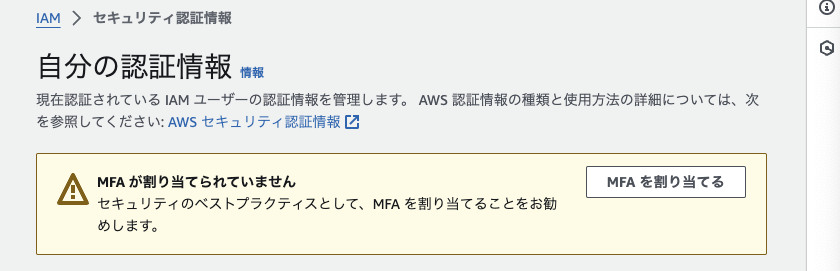 IAM > セキュリティ認証情報
自分の認証情報 情報
現在認証されている IAM ユーザーの認証情報を管理します。 AWS 認証情報の種類と使用方法の詳細については、次
を参照してください: AWS セキュリティ認証情報
MFA が割り当てられていません
MFA を割り当てる
セキュリティのベストプラクティスとして、MFA を割り当てることをお勧
めします。